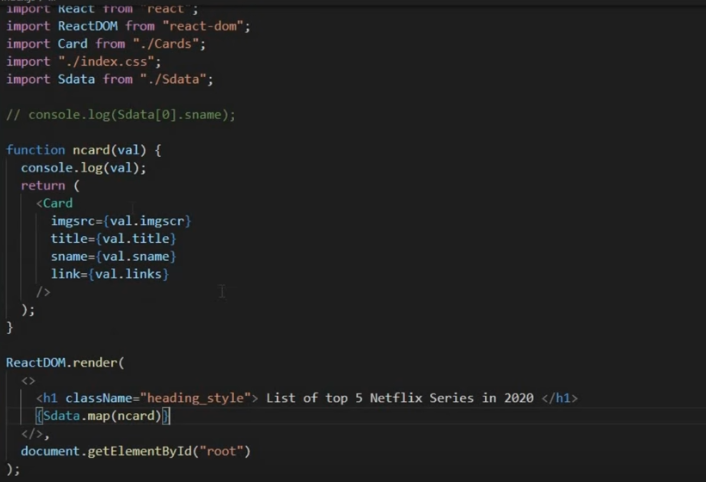 import React from "react";
import ReactDOM from "react-dom";
import Card from "./Cards";
import "./index.css";
import Sdata from "./Sdata";
// console.log(Sdata[0].sname);
function ncard(val) {
  console.log(val);
  return (
    <Card
      imgsrc={val.imgscr}
      title={val.title}
      sname={val.sname}
      link={val.links}
    />
  );
}
ReactDOM.render(
  <>
    <h1 className="heading_style"> List of top 5 Netflix Series in 2020 </h1>
    {Sdata.map(ncard)}
  </>,
  document.getElementById("root")
);